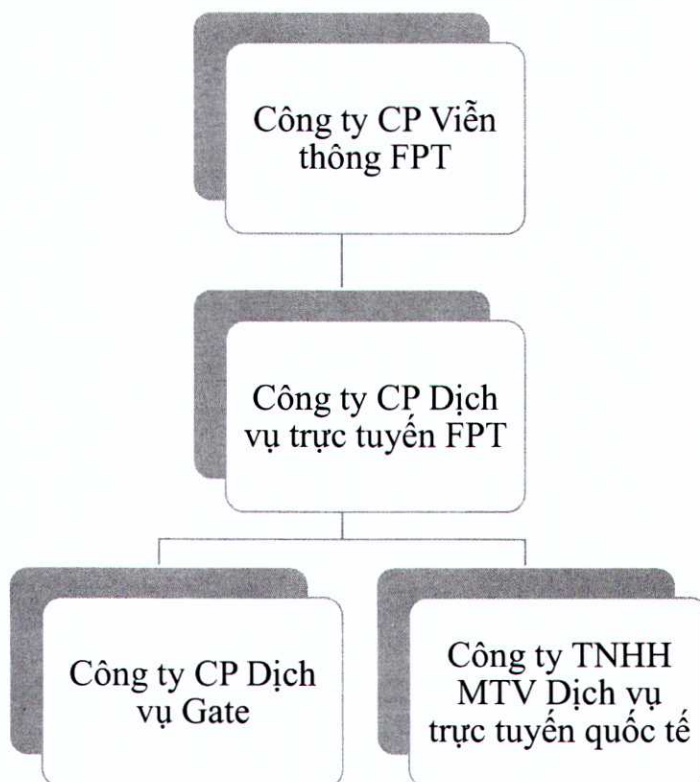 Công ty CP Viễn
thông FPT
Công ty CP Dịch
vụ trực tuyến FPT
Công ty CP Dịch
vụ Gate
Công ty TNHH
MTV Dịch vụ
trực tuyến quốc tế